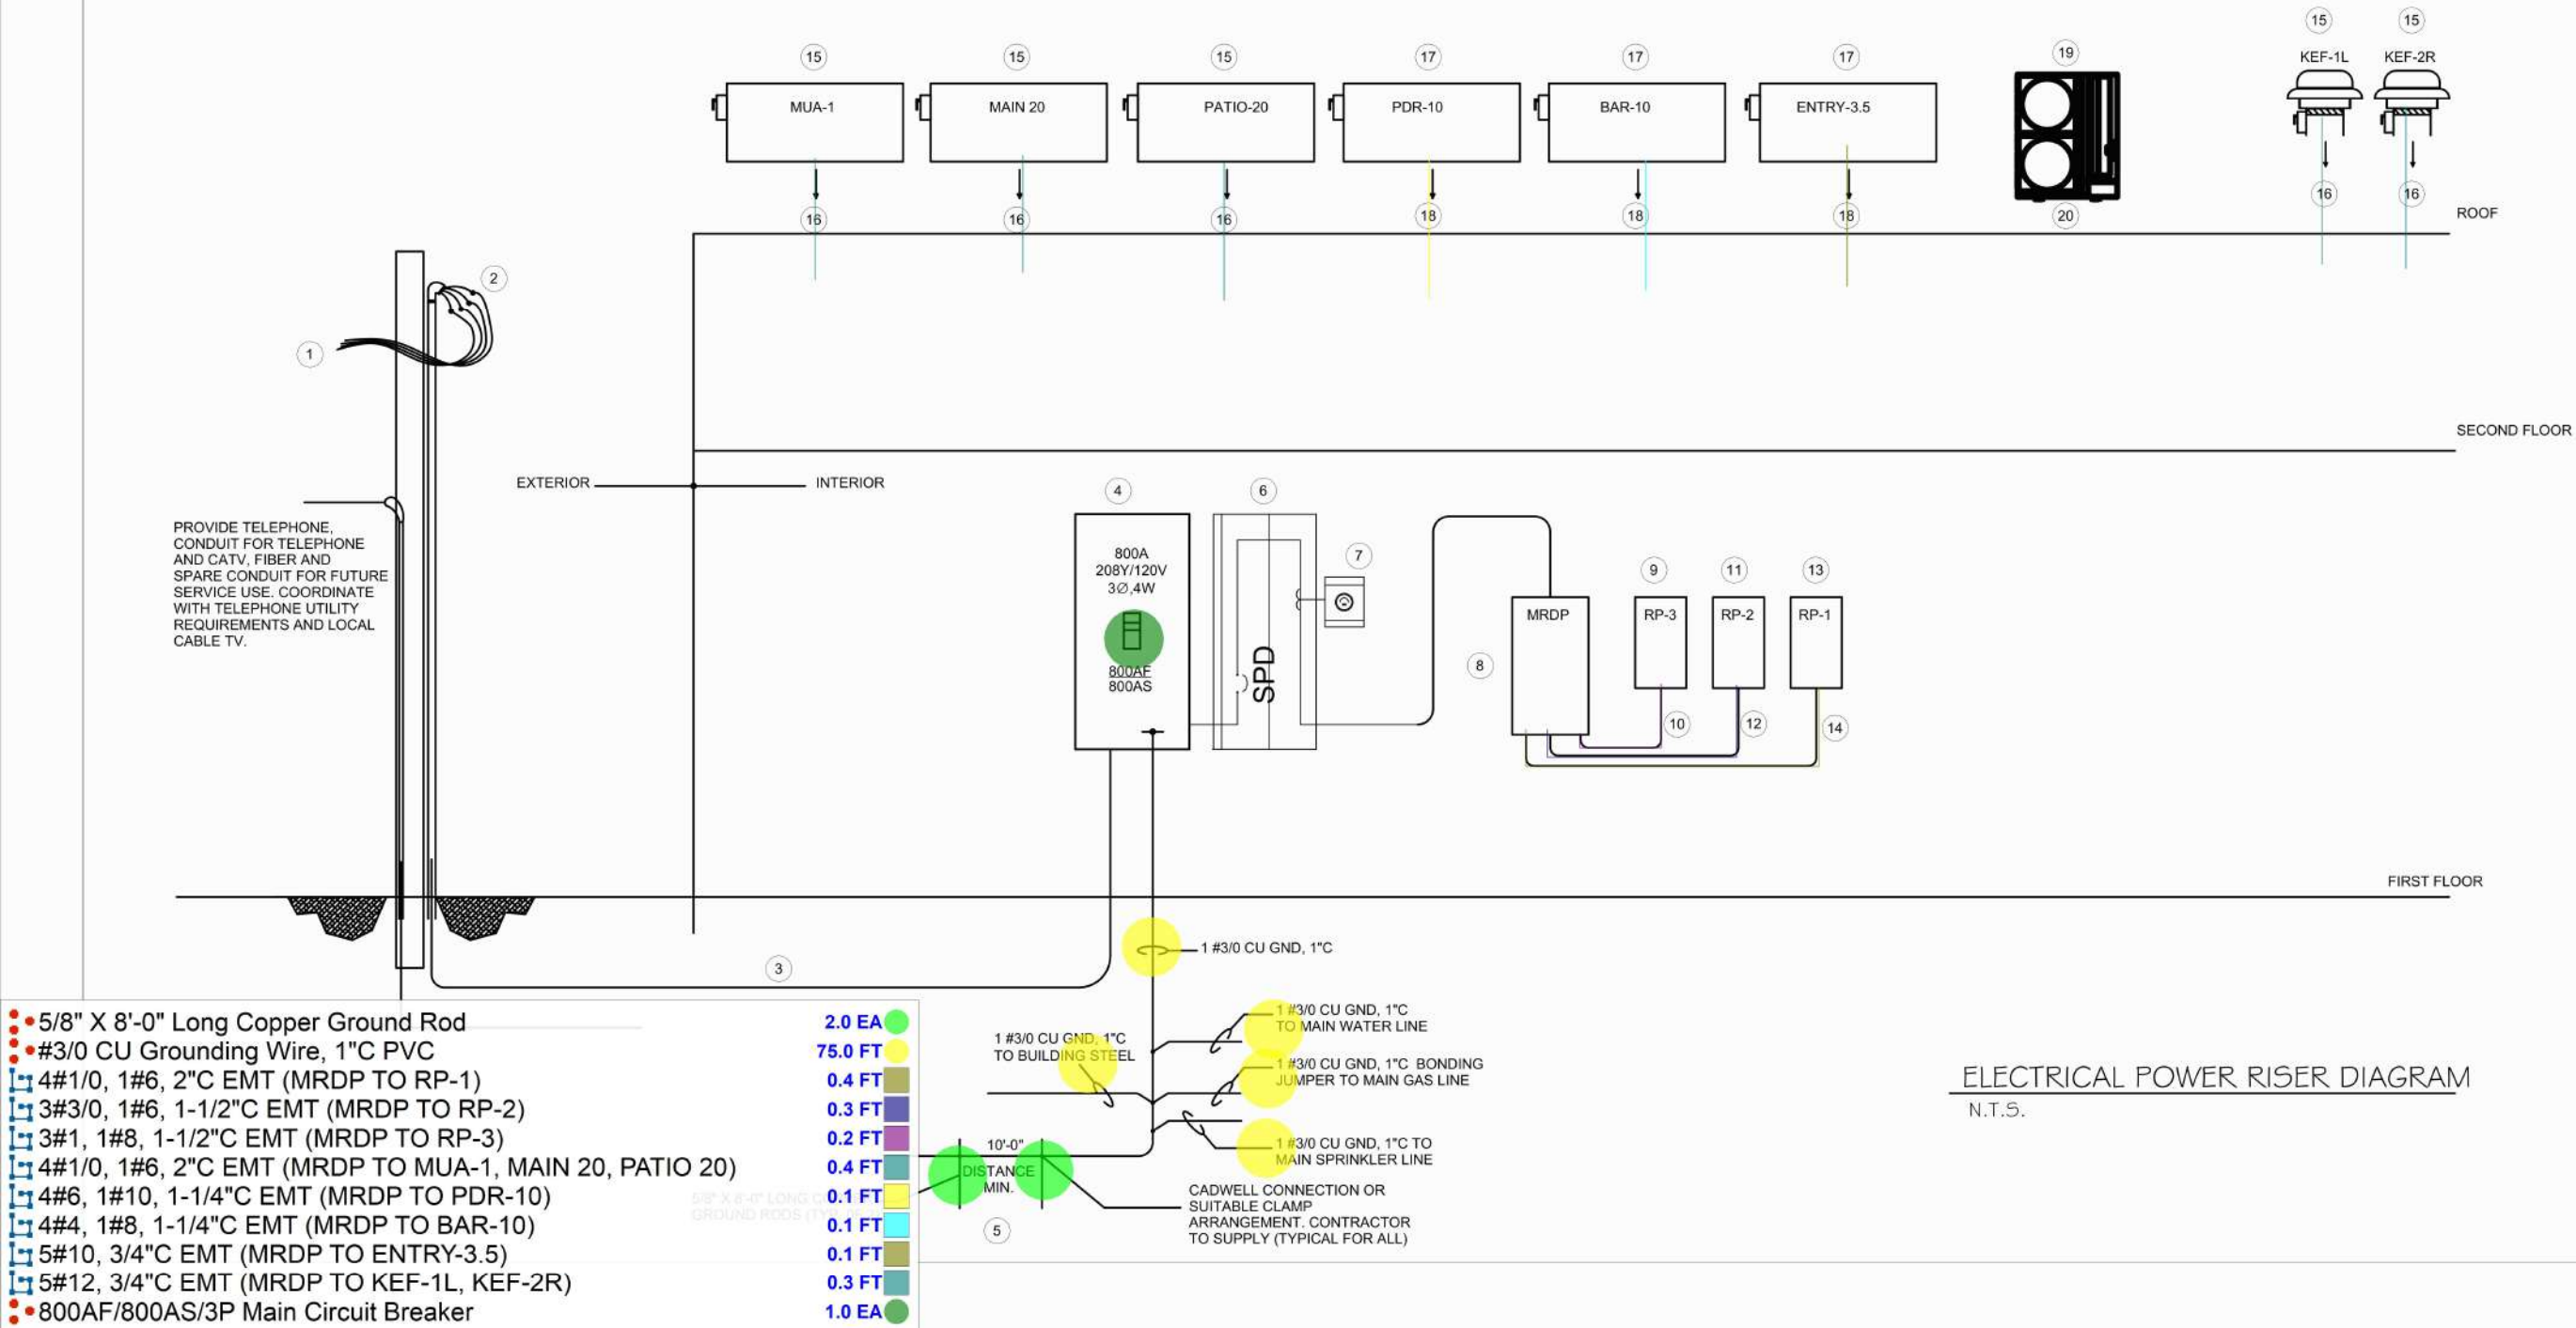 15
15
15
15
15
17
17
17
19
KEF-1L
KEF-2R
MUA-1
MAIN 20
PATIO-20
PDR-10
BAR-10
ENTRY-3.5
16
16
16
16
16
18
18
18
20
ROOF
2
1
SECOND FLOOR
EXTERIOR
INTERIOR
4
6
7
PROVIDE TELEPHONE,
CONDUIT FOR TELEPHONE
AND CATV, FIBER AND
SPARE CONDUIT FOR FUTURE
SERVICE USE. COORDINATE
WITH TELEPHONE UTILITY
REQUIREMENTS AND LOCAL
CABLE TV.
800A
208Y/120V
3Ø,4W
800AF
800AS
SPD
9
11
13
MRDP
RP-3
RP-2
RP-1
8
10
12
14
FIRST FLOOR
3
1 #3/0 CU GND, 1"C
1 #3/0 CU GND, 1"C
TO MAIN WATER LINE
1 #3/0 CU GND, 1"C
TO BUILDING STEEL
1 #3/0 CU GND, 1"C BONDING
JUMPER TO MAIN GAS LINE
1 #3/0 CU GND, 1"C TO
MAIN SPRINKLER LINE
10'-0"
DISTANCE
MIN.
5
CADWELL CONNECTION OR
SUITABLE CLAMP
ARRANGEMENT. CONTRACTOR
TO SUPPLY (TYPICAL FOR ALL)
ELECTRICAL POWER RISER DIAGRAM
N.T.S.
5/8" X 8'-0" LONG
GROUND RODS
5/8" X 8'-0" Long Copper Ground Rod 2.0 EA
#3/0 CU Grounding Wire, 1"C PVC 75.0 FT
4#1/0, 1#6, 2"C EMT (MRDP TO RP-1) 0.4 FT
3#3/0, 1#6, 1-1/2"C EMT (MRDP TO RP-2) 0.3 FT
3#1, 1#8, 1-1/2"C EMT (MRDP TO RP-3) 0.2 FT
4#1/0, 1#6, 2"C EMT (MRDP TO MUA-1, MAIN 20, PATIO 20) 0.4 FT
4#6, 1#10, 1-1/4"C EMT (MRDP TO PDR-10) 0.1 FT
4#4, 1#8, 1-1/4"C EMT (MRDP TO BAR-10) 0.1 FT
5#10, 3/4"C EMT (MRDP TO ENTRY-3.5) 0.1 FT
5#12, 3/4"C EMT (MRDP TO KEF-1L, KEF-2R) 0.3 FT
800AF/800AS/3P Main Circuit Breaker 1.0 EA